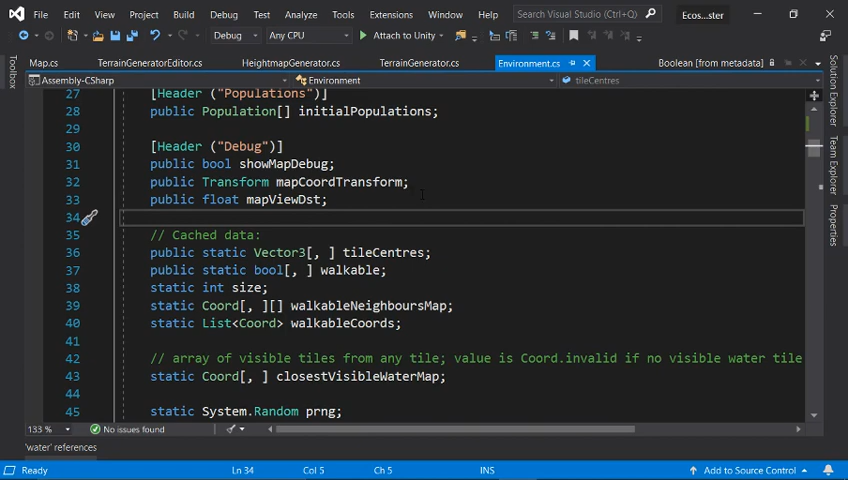 File Edit View Git Project Build Debug Test Analyze Tools Extensions Window Help Search Visual Studio (Ctrl+Q) Ecos...ster
Debug Any CPU Attach to Unity
Map.cs TerrainGeneratorEditor.cs HeightmapGenerator.cs TerrainGenerator.cs Environment.cs Boolean [from metadata]
Assembly-CSharp Environment tileCentres
Toolbox
Solution Explorer
Team Explorer
Properties
27 [Header ("Populations")]
28 public Population[] initialPopulations;
29
30 [Header ("Debug")]
31 public bool showMapDebug;
32 public Transform mapCoordTransform;
33 public float mapViewDst;
34
35 // Cached data:
36 public static Vector3[, ] tileCentres;
37 public static bool[, ] walkable;
38 static int size;
39 static Coord[, ][] walkableNeighboursMap;
40 static List<Coord> walkableCoords;
41
42 // array of visible tiles from any tile; value is Coord.invalid if no visible water tile
43 static Coord[, ] closestVisibleWaterMap;
44
45 static System.Random prng;
133 % No issues found
'water' references
Ready Ln 34 Col 5 Ch 5 INS Add to Source Control